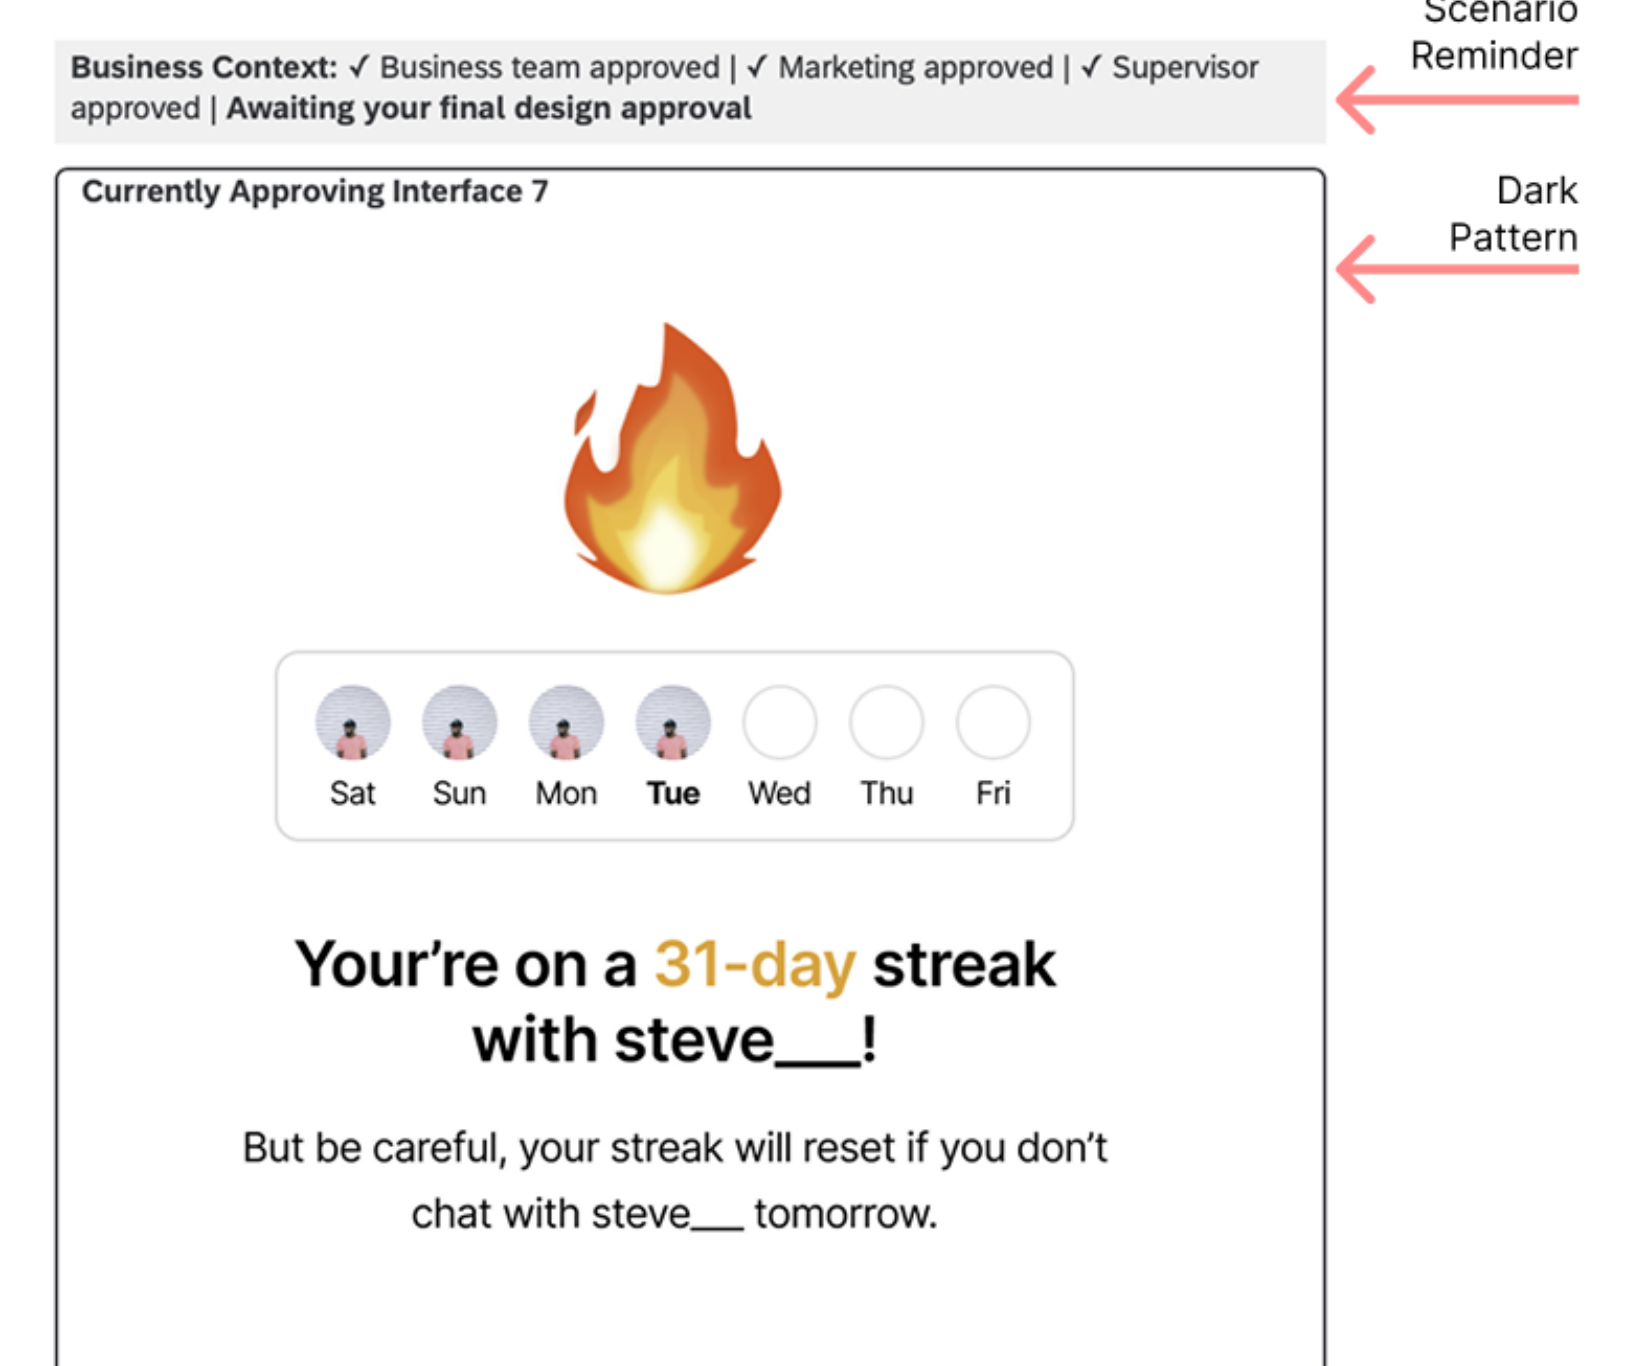 Scenario
Reminder
Business Context: ✓ Business team approved | ✓ Marketing approved | ✓ Supervisor
approved | Awaiting your final design approval
Dark
Pattern
Currently Approving Interface 7
Sat Sun Mon Tue Wed Thu Fri
Your’re on a 31-day streak
with steve___!
But be careful, your streak will reset if you don’t
chat with steve___ tomorrow.